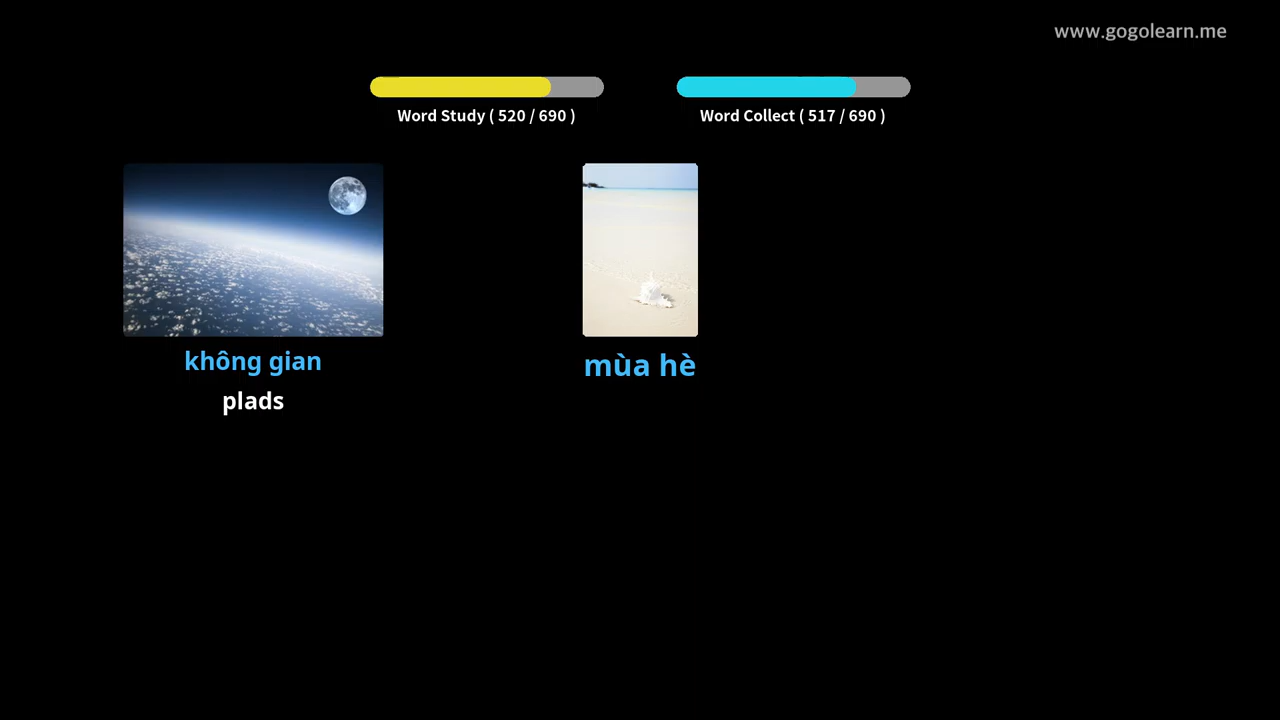 www.gogolearn.me
Word Study ( 520 / 690 )
Word Collect ( 517 / 690 )
không gian
plads
mùa hè